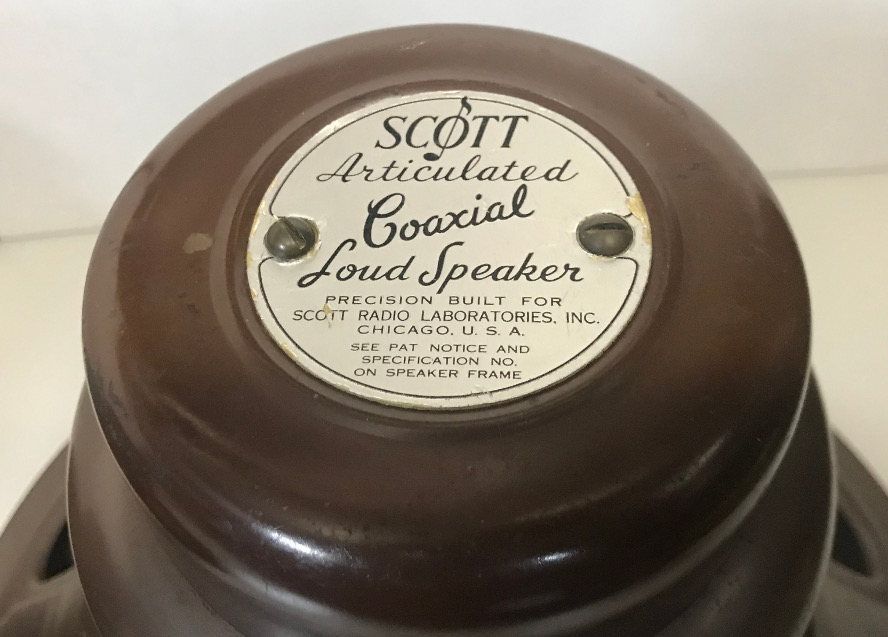 SCOTT
Articulated
Coaxial
Loud Speaker
PRECISION BUILT FOR
SCOTT RADIO LABORATORIES, INC.
CHICAGO, U. S. A.
SEE PAT NOTICE AND
SPECIFICATION NO.
ON SPEAKER FRAME